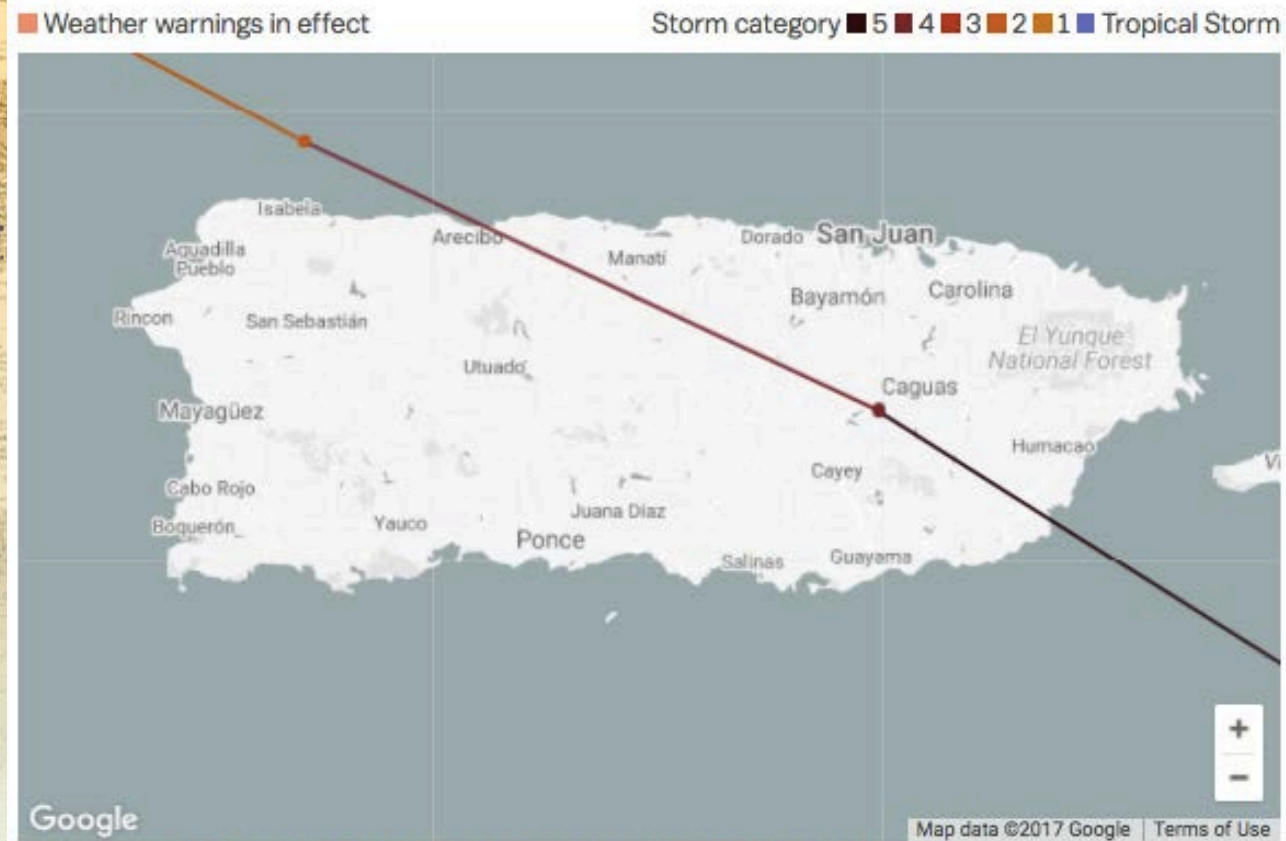 Weather warnings in effect
Storm category 5 4 3 2 1 Tropical Storm
Isabela
Arecibo
Dorado
San Juan
Aguadilla
Pueblo
Manatí
Bayamón
Carolina
Rincon
San Sebastián
El Yunque
National Forest
Utuado
Caguas
Mayagüez
Humacao
Cayey
Vi
Cabo Rojo
Juana Díaz
Boquerón
Yauco
Ponce
Salinas
Guayama
+
−
Google
Map data ©2017 Google Terms of Use